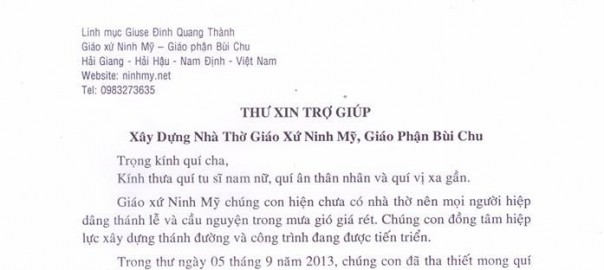 Linh mục Giuse Đinh Quang Thành
Giáo xứ Ninh Mỹ – Giáo phận Bùi Chu
Hải Giang - Hải Hậu - Nam Định - Việt Nam
Website: ninhmy.net
Tel: 0983273635
THƯ XIN TRỢ GIÚP
Xây Dựng Nhà Thờ Giáo Xứ Ninh Mỹ, Giáo Phận Bùi Chu
Trọng kính quí cha,
Kính thưa quí tu sĩ nam nữ, quí ân thân nhân và quí vị xa gần.
Giáo xứ Ninh Mỹ chúng con hiện chưa có nhà thờ nên mọi người hiệp
dâng thánh lễ và cầu nguyện trong mưa gió giá rét. Chúng con đồng tâm hiệp
lực xây dựng thánh đường và công trình đang được tiến triển.
Trong thư ngày 05 tháng 9 năm 2013, chúng con đã tha thiết mong quí